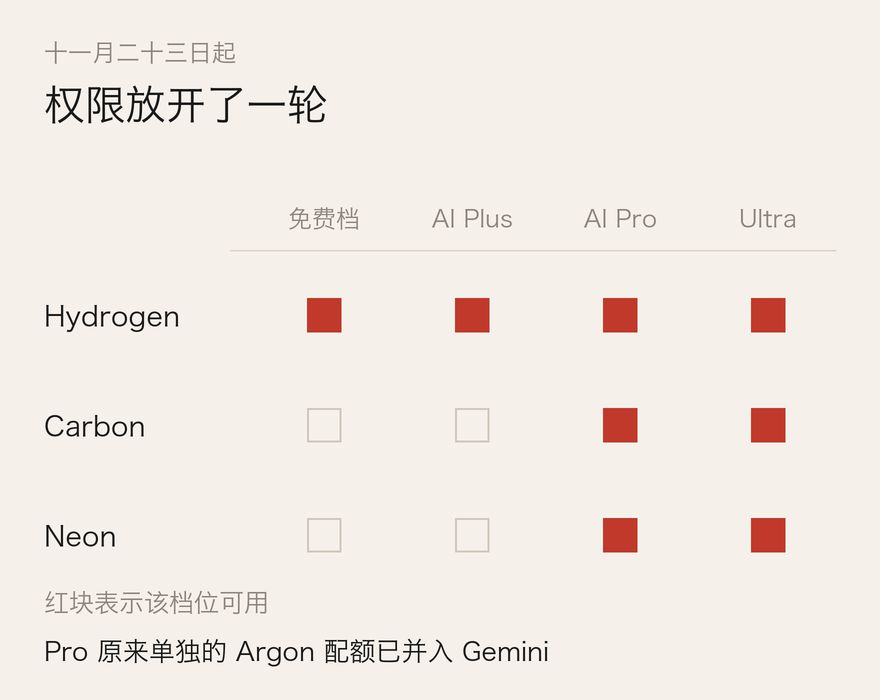 十一月二十三日起
权限放开了一轮
免费档 AI Plus AI Pro Ultra
Hydrogen
Carbon
Neon
红块表示该档位可用
Pro 原来单独的 Argon 配额已并入 Gemini